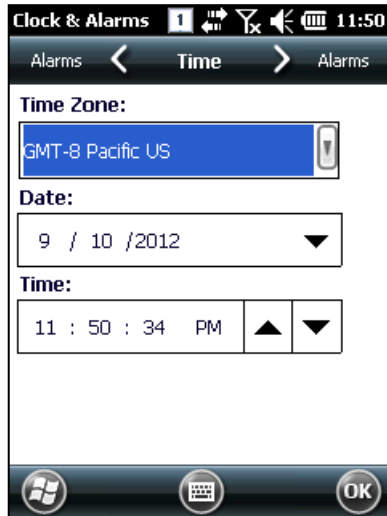 Clock & Alarms 1 11:50
Alarms Time Alarms
Time Zone:
GMT-8 Pacific US
Date:
9 / 10 /2012
Time:
11 : 50 : 34 PM
OK